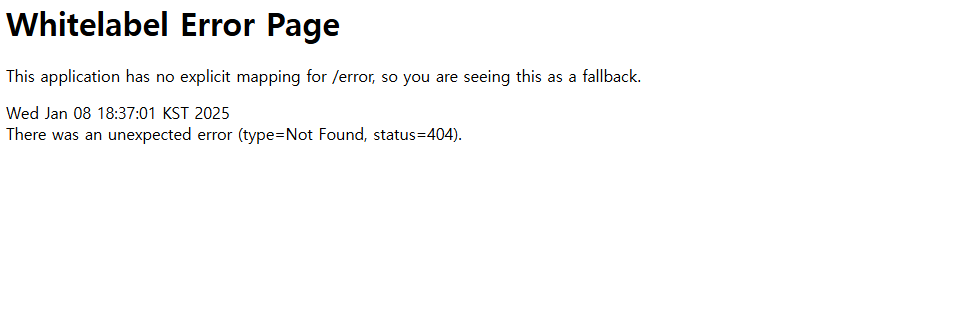 Whitelabel Error Page
This application has no explicit mapping for /error, so you are seeing this as a fallback.
Wed Jan 08 18:37:01 KST 2025
There was an unexpected error (type=Not Found, status=404).